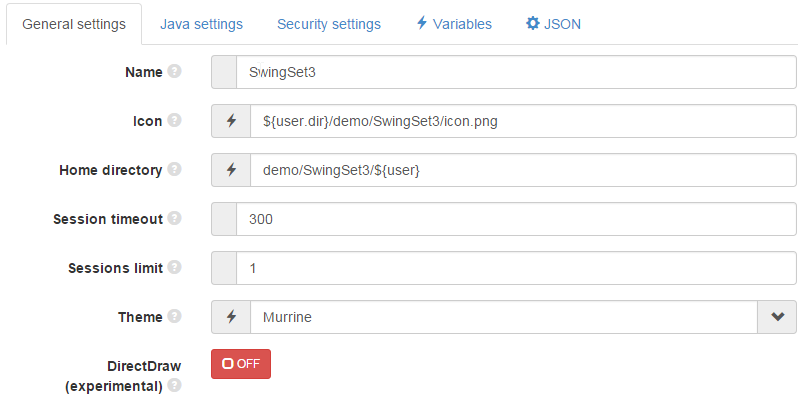 General settings Java settings Security settings Variables JSON
Name ? SwingSet3
Icon ? ${user.dir}/demo/SwingSet3/icon.png
Home directory ? demo/SwingSet3/${user}
Session timeout ? 300
Sessions limit ? 1
Theme ? Murrine
DirectDraw OFF
(experimental) ?